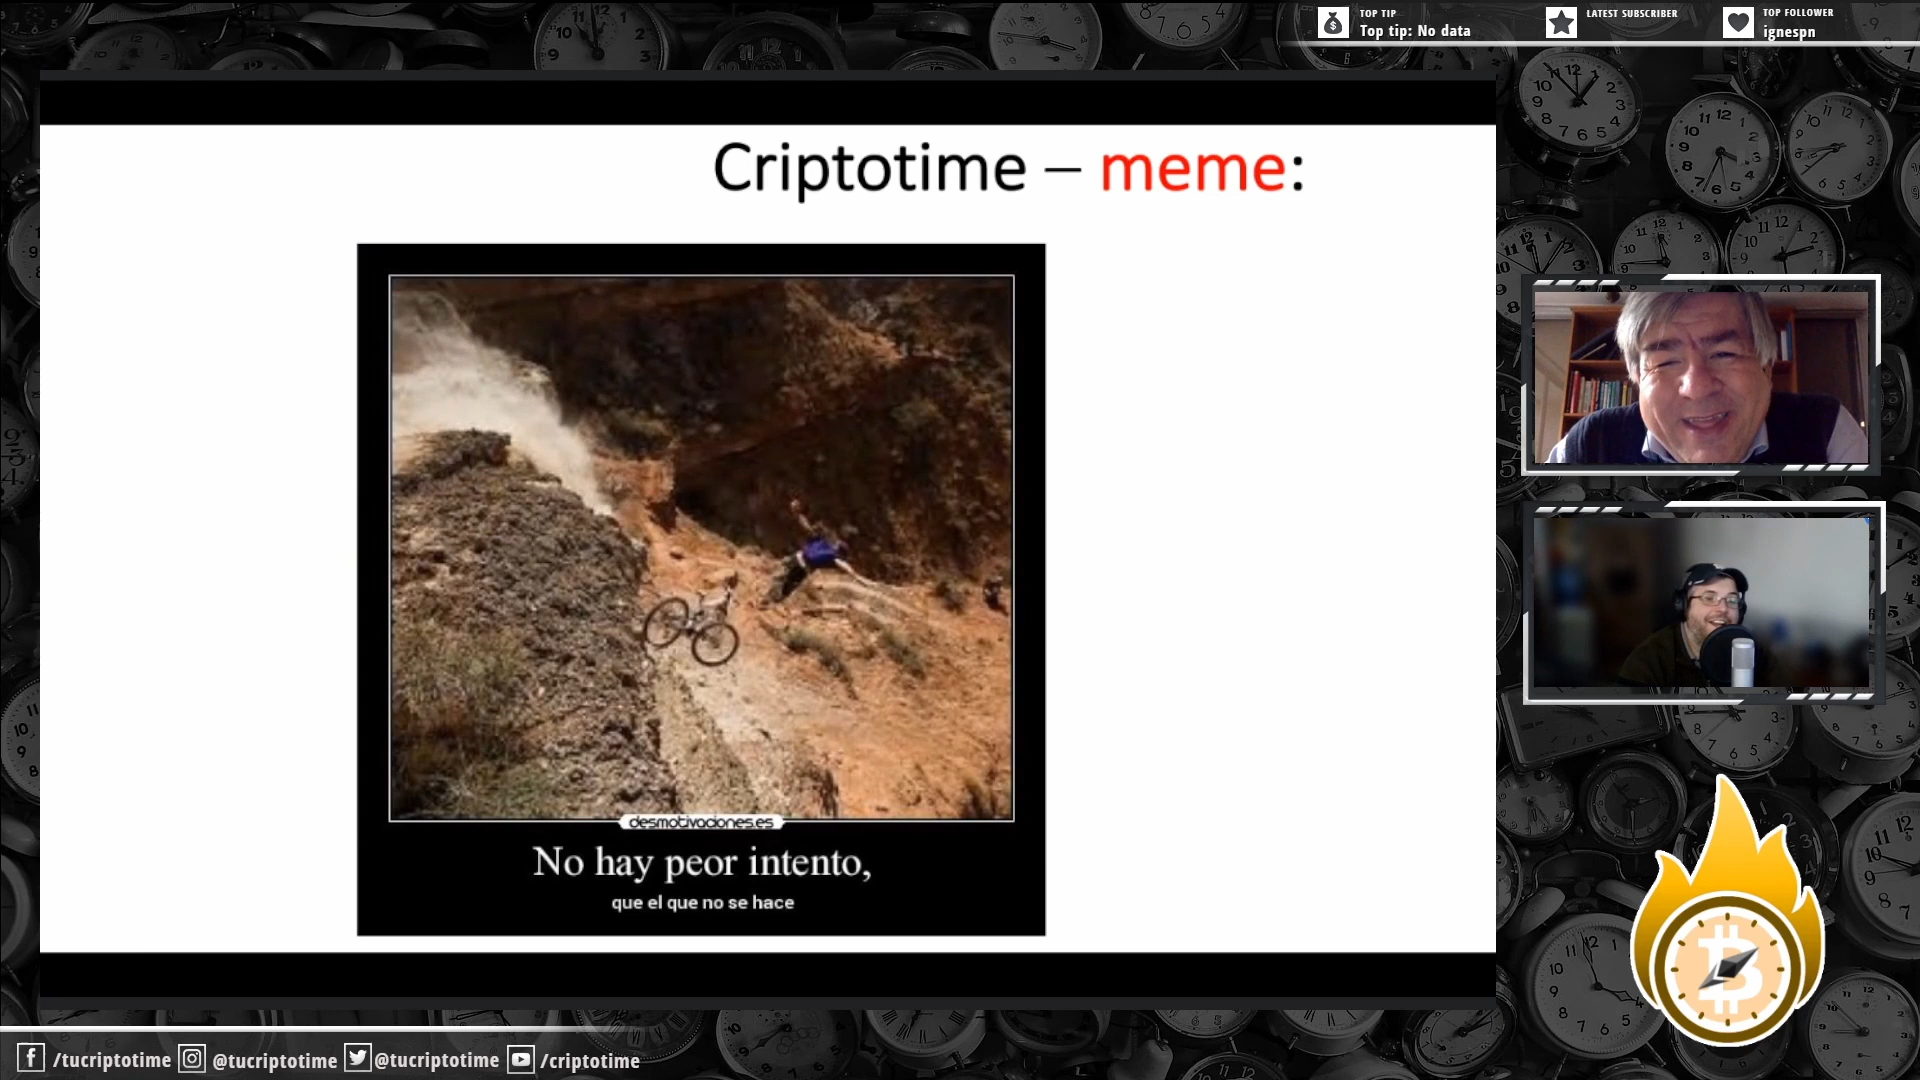 TOP TIP
Top tip: No data
LATEST SUBSCRIBER
TOP FOLLOWER
ignespn
Criptotime – meme:
desmotivaciones.es
No hay peor intento,
que el que no se hace
/tucriptotime
@tucriptotime
@tucriptotime
/criptotime